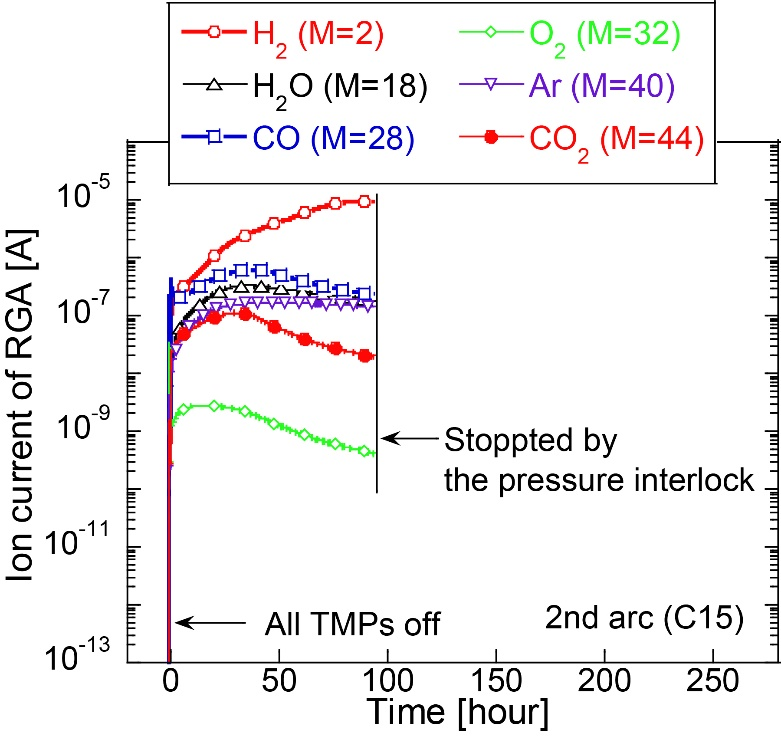 H₂ (M=2)
O₂ (M=32)
H₂O (M=18)
Ar (M=40)
CO (M=28)
CO₂ (M=44)
10⁻⁵
10⁻⁷
10⁻⁹
10⁻¹¹
10⁻¹³
Ion current of RGA [A]
Stoppted by
the pressure interlock
All TMPs off
2nd arc (C15)
0 50 100 150 200 250
Time [hour]